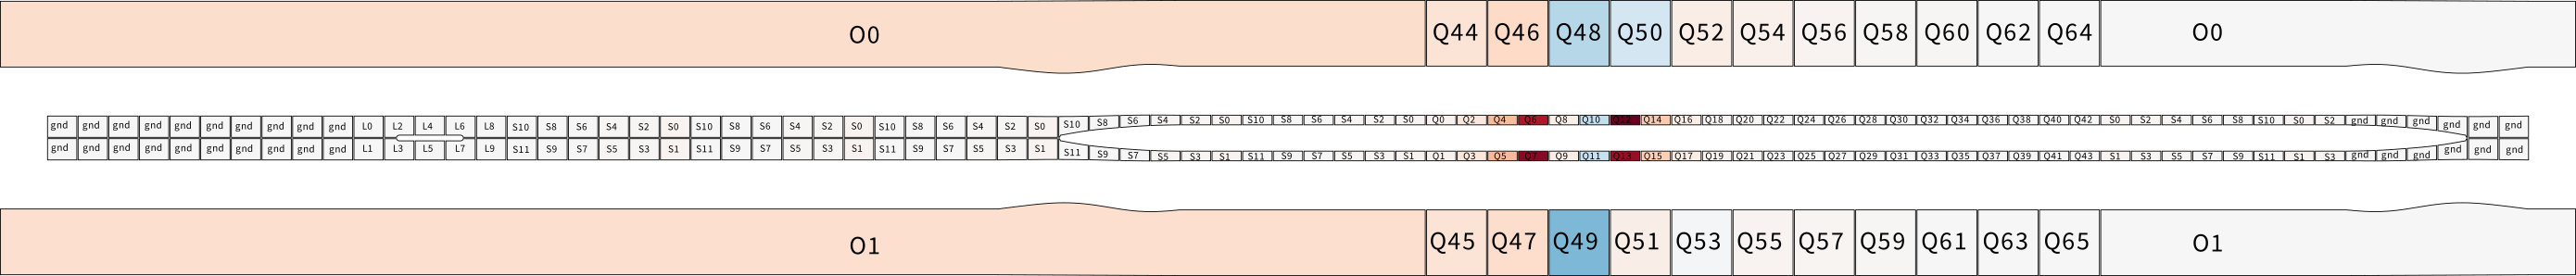 O0 Q44 Q46 Q48 Q50 Q52 Q54 Q56 Q58 Q60 Q62 Q64 O0
gnd gnd gnd gnd gnd gnd gnd gnd gnd gnd L0 L2 L4 L6 L8 S10 S8 S6 S4 S2 S0 S10 S8 S6 S4 S2 S0 S10 S8 S6 S4 S2 S0 S10 S8 S6 S4 S2 S0 S10 S8 S6 S4 S2 S0 Q0 Q2 Q4 Q6 Q8 Q10 Q12 Q14 Q16 Q18 Q20 Q22 Q24 Q26 Q28 Q30 Q32 Q34 Q36 Q38 Q40 Q42 S0 S2 S4 S6 S8 S10 S0 S2 gnd gnd gnd gnd gnd gnd
gnd gnd gnd gnd gnd gnd gnd gnd gnd gnd L1 L3 L5 L7 L9 S11 S9 S7 S5 S3 S1 S11 S9 S7 S5 S3 S1 S11 S9 S7 S5 S3 S1 S11 S9 S7 S5 S3 S1 S11 S9 S7 S5 S3 S1 Q1 Q3 Q5 Q7 Q9 Q11 Q13 Q15 Q17 Q19 Q21 Q23 Q25 Q27 Q29 Q31 Q33 Q35 Q37 Q39 Q41 Q43 S1 S3 S5 S7 S9 S11 S1 S3 gnd gnd gnd gnd gnd gnd
O1 Q45 Q47 Q49 Q51 Q53 Q55 Q57 Q59 Q61 Q63 Q65 O1